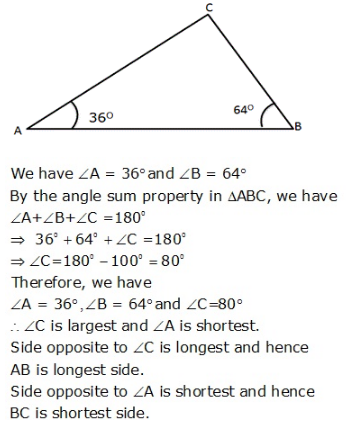 C
36°
64°
A
B
We have ∠A = 36° and ∠B = 64°
By the angle sum property in ΔABC, we have
∠A+∠B+∠C =180°
⇒ 36° +64° +∠C =180°
⇒ ∠C=180° −100° =80°
Therefore, we have
∠A = 36°,∠B = 64° and ∠C=80°
∴ ∠C is largest and ∠A is shortest.
Side opposite to ∠C is longest and hence
AB is longest side.
Side opposite to ∠A is shortest and hence
BC is shortest side.